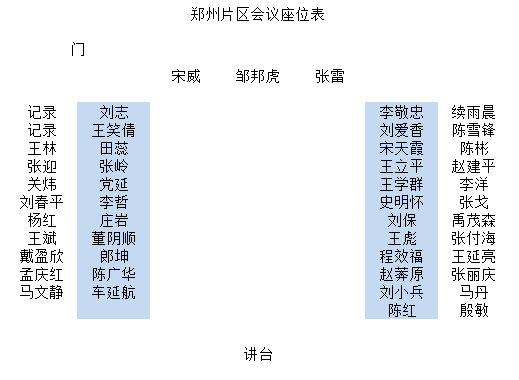 郑州片区会议座位表
门
宋威 邹邦虎 张雷
记录 刘志 李敬忠 续雨晨
记录 王笑倩 刘爱香 陈雪锋
王林 田蕊 宋天霞 陈彬
张迎 张岭 王立平 赵建平
关炜 党延 王学群 李洋
刘春平 李哲 史明怀 张戈
杨红 庄岩 刘保 禹茂森
王斌 董阴顺 王彪 张付海
戴盈欣 郎坤 程效福 王延亮
孟庆红 陈广华 赵莾原 张丽庆
马文静 车延航 刘小兵 马丹
陈红 殷敏
讲台